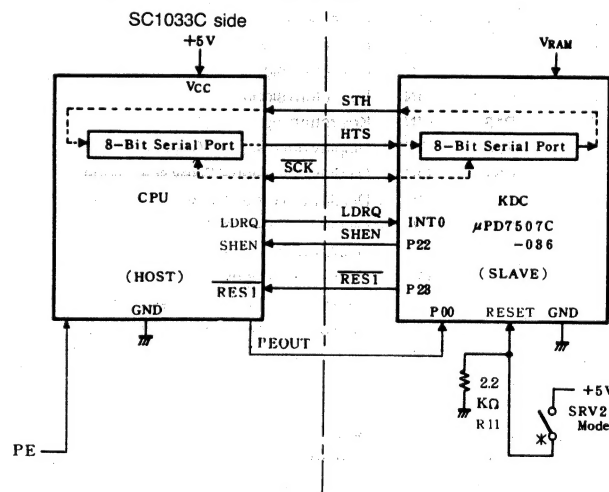 SC1033C side
+5V
VRAM
VCC
STH
8-Bit Serial Port
HTS
8-Bit Serial Port
SCK
CPU
KDC
LDRQ
LDRQ
INT0
μPD7507C
-086
SHEN
SHEN
P22
(HOST)
(SLAVE)
RES1
RES1
P23
GND
P00
RESET
GND
PEOUT
2.2
KΩ
R11
+5V
SRV2
Mode
*
PE